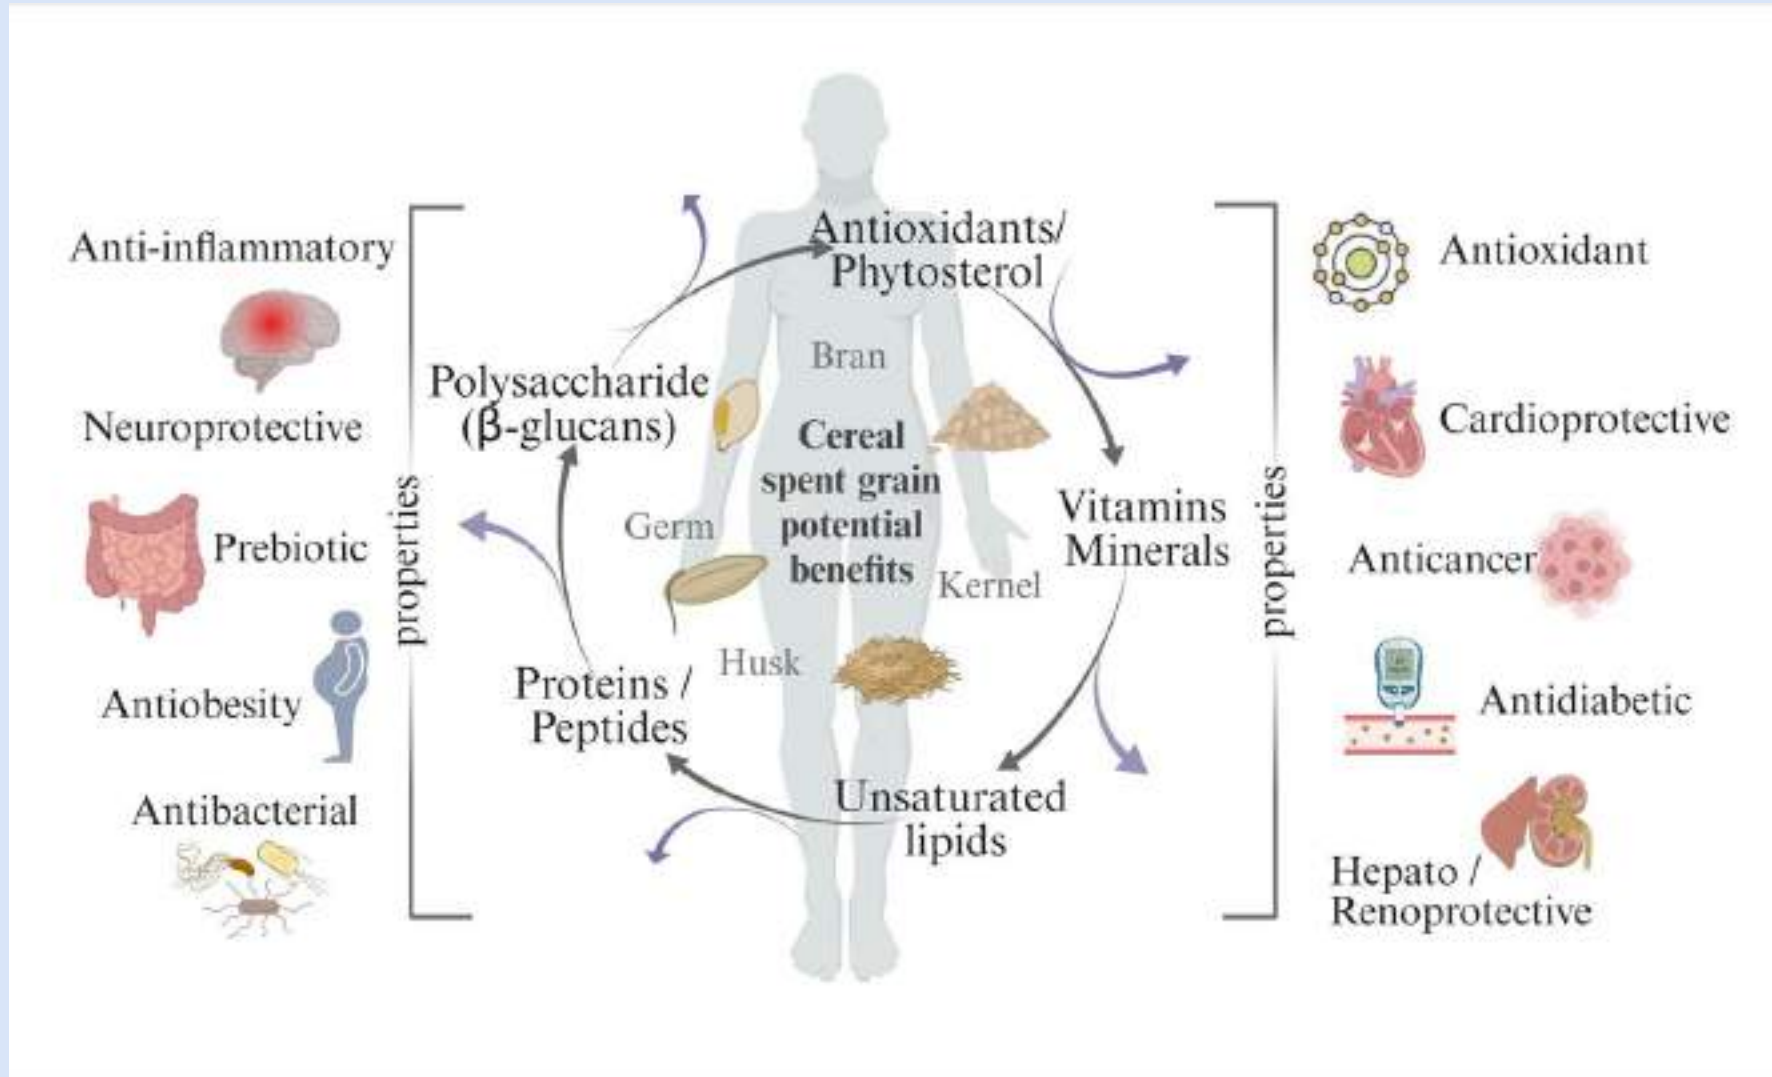 Anti-inflammatory
Neuroprotective
Prebiotic
Antiobesity
Antibacterial
properties
Antioxidants/
Phytosterol
Polysaccharide
(β-glucans)
Bran
Cereal
spent grain
potential
benefits
Germ
Kernel
Husk
Vitamins
Minerals
Proteins /
Peptides
Unsaturated
lipids
properties
Antioxidant
Cardioprotective
Anticancer
Antidiabetic
Hepato /
Renoprotective